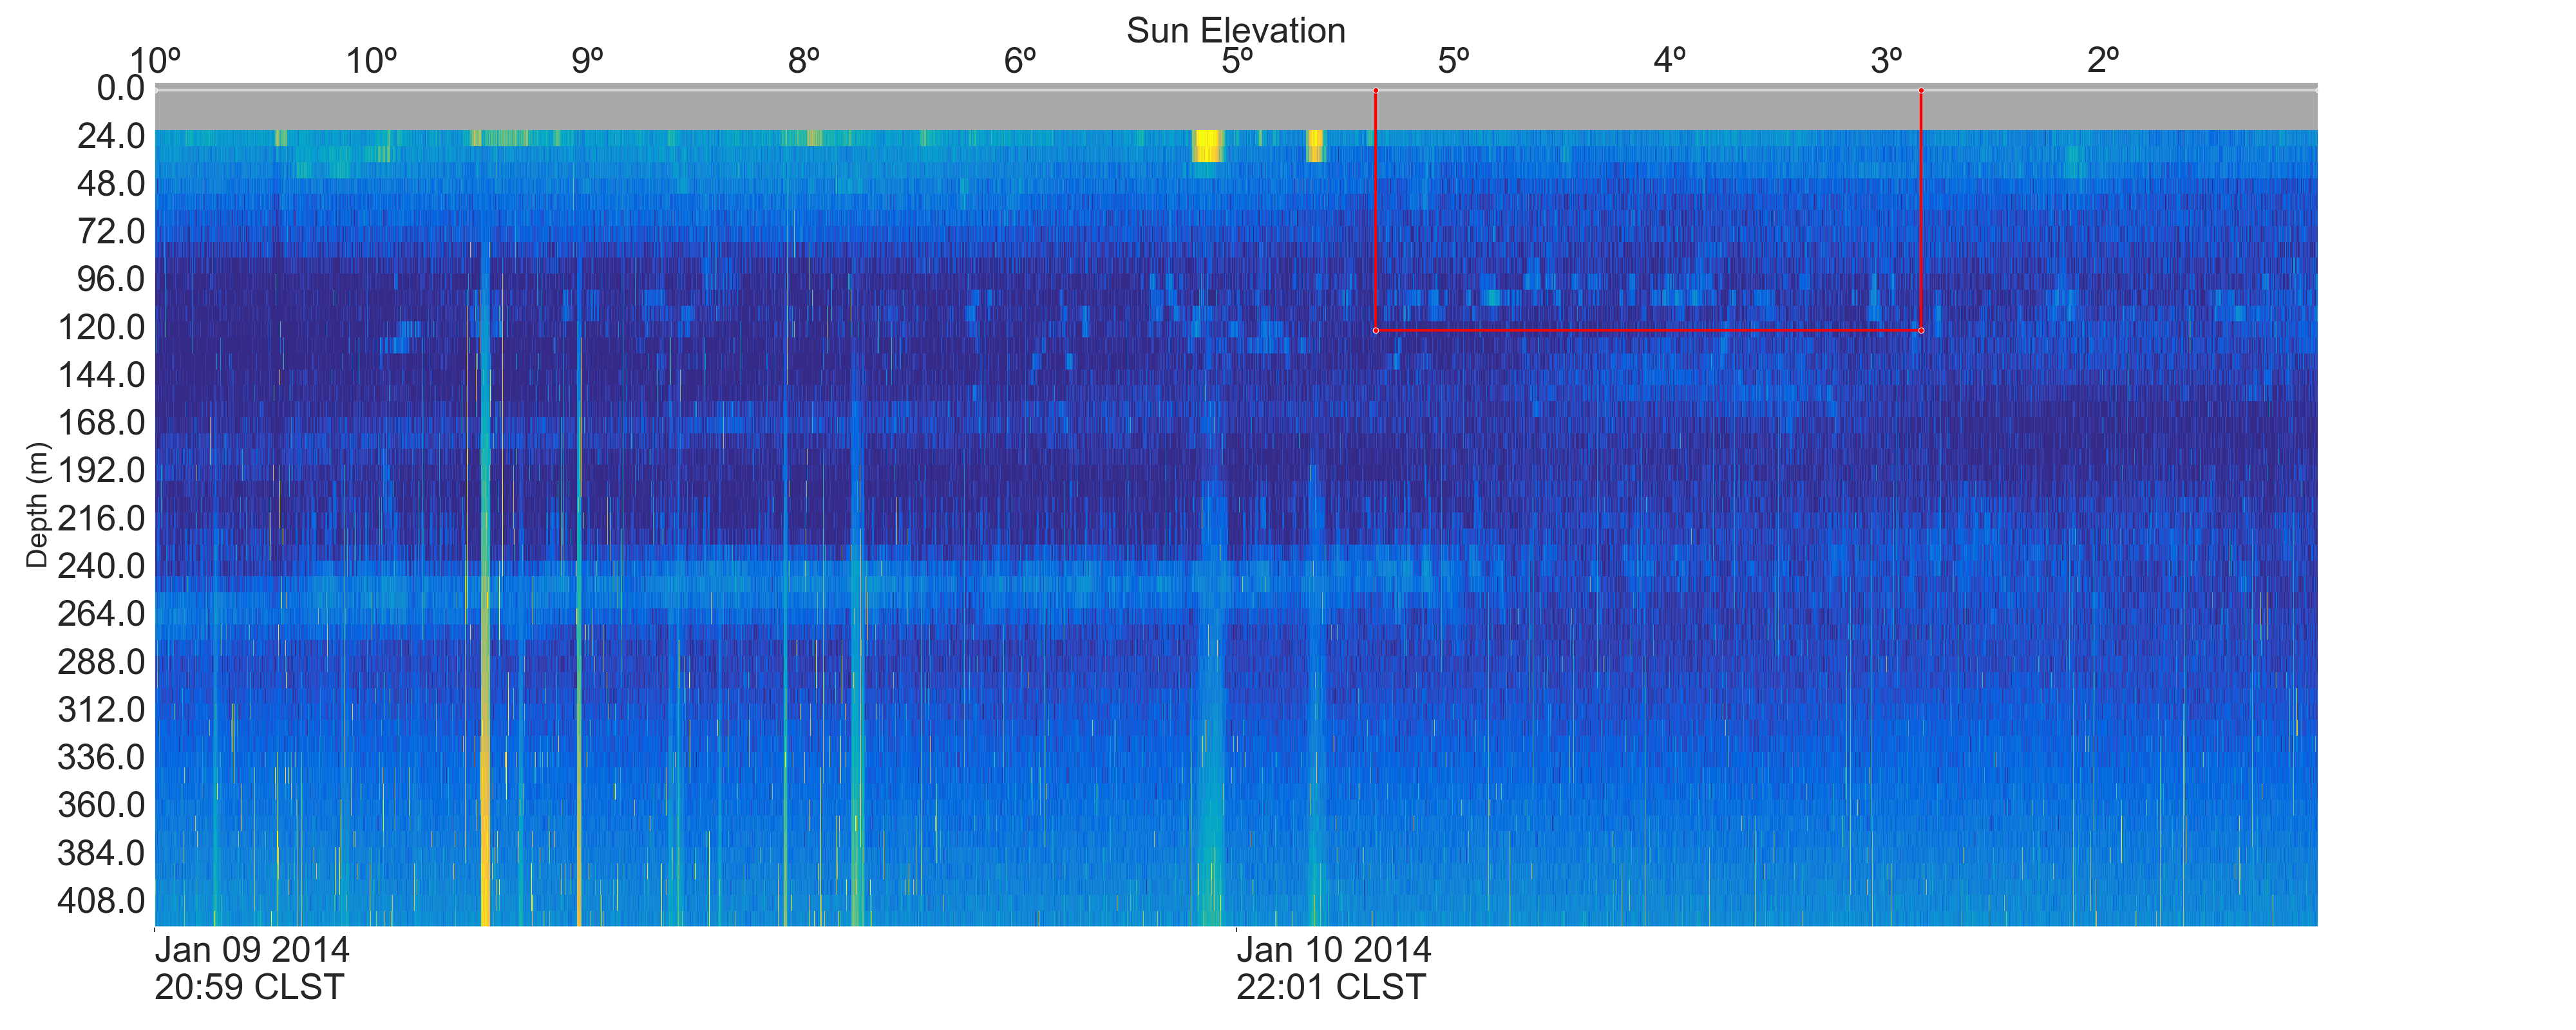 Sun Elevation
10º 10º 9º 8º 6º 5º 5º 4º 3º 2º
0.0
24.0
48.0
72.0
96.0
120.0
144.0
168.0
192.0
216.0
240.0
264.0
288.0
312.0
336.0
360.0
384.0
408.0
Depth (m)
Jan 09 2014
20:59 CLST
Jan 10 2014
22:01 CLST